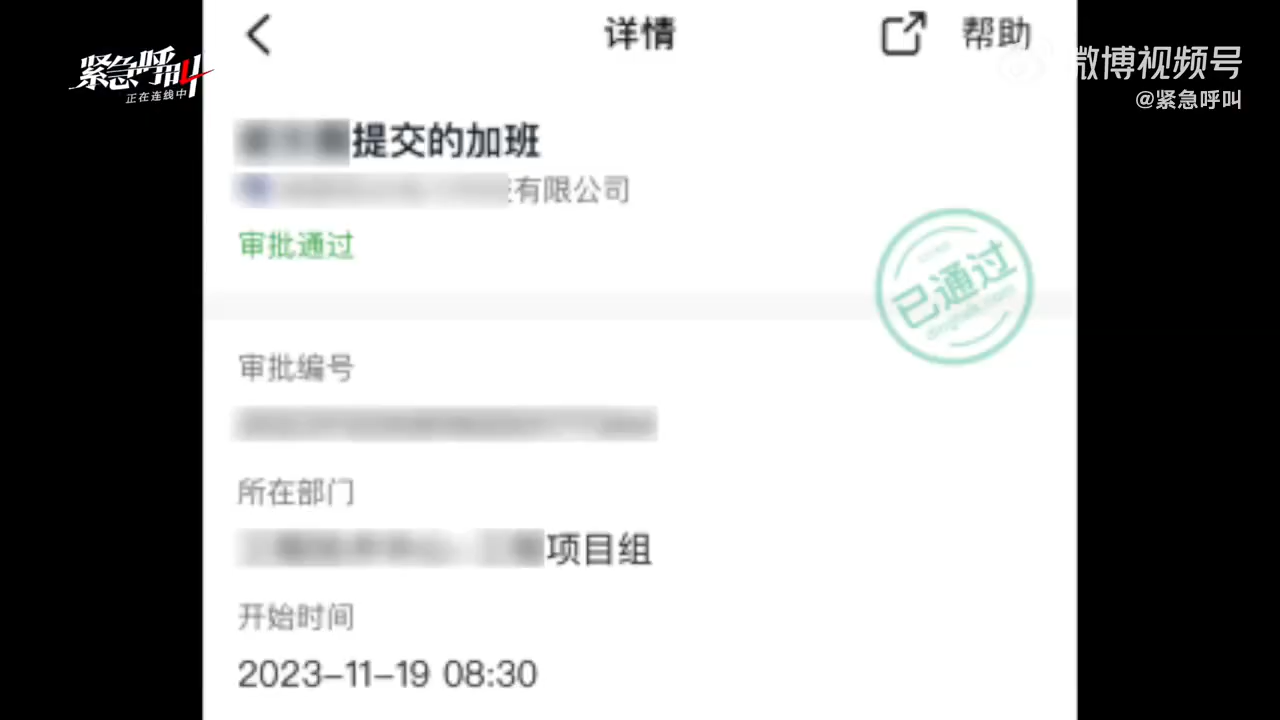 紧急呼叫
正在连线中
微博视频号
@紧急呼叫
详情
帮助
提交的加班
有限公司
审批通过
已通过
审批编号
所在部门
项目组
开始时间
2023-11-19 08:30